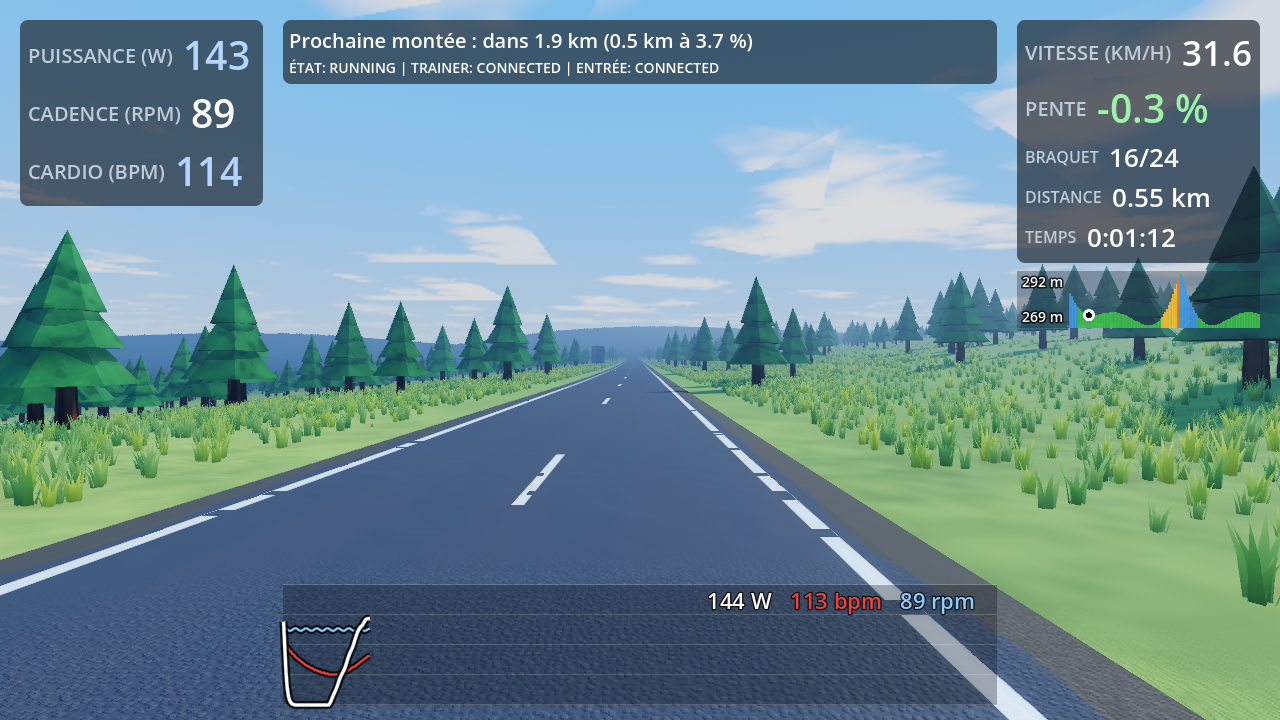 PUISSANCE (W) 143
CADENCE (RPM) 89
CARDIO (BPM) 114
Prochaine montée : dans 1.9 km (0.5 km à 3.7 %)
ÉTAT: RUNNING | TRAINER: CONNECTED | ENTRÉE: CONNECTED
VITESSE (KM/H) 31.6
PENTE -0.3 %
BRAQUET 16/24
DISTANCE 0.55 km
TEMPS 0:01:12
292 m
269 m
144 W 113 bpm 89 rpm